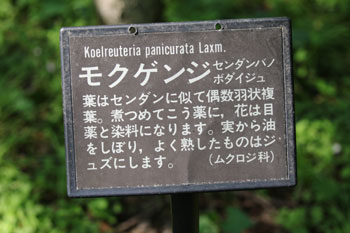 Koelreuteria panicurata Laxm.
モクゲンジ センダンバノ
ボダイジュ
葉はセンダンに似て偶数羽状複
葉。煮つめてこう薬に，花は目
薬と染料になります。実から油
をしぼり，よく熟したものはジ
ュズにします。 （ムクロジ科）